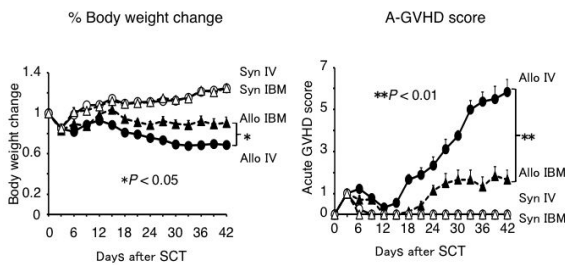 % Body weight change
Body weight change
1.4
1
0.8
0.6
0.2
0
0 6 12 18 24 30 36 42
Days after SCT
Syn IV
Syn IBM
Allo IBM
*
Allo IV
*P < 0.05
A-GVHD score
Acute GVHD score
7
6
5
4
3
2
1
0
0 6 12 18 24 30 36 42
Days after SCT
Allo IV
**P < 0.01
**
Allo IBM
Syn IV
Syn IBM